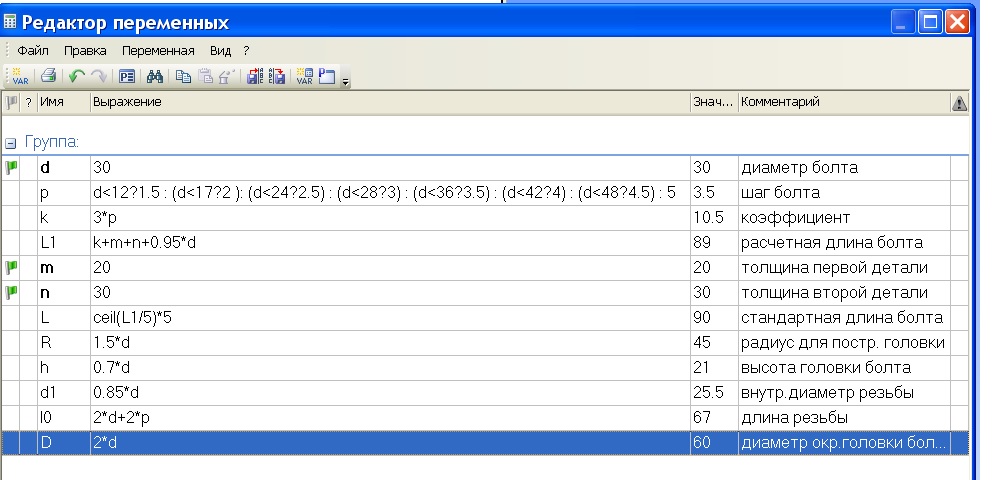 Редактор переменных
Файл Правка Переменная Вид ?
VAR PΣ VAR
? Имя Выражение Знач... Комментарий
Группа:
d 30 30 диаметр болта
p d<12?1.5 : (d<17?2 ): (d<24?2.5) : (d<28?3) : (d<36?3.5) : (d<42?4) : (d<48?4.5) : 5 3.5 шаг болта
k 3*p 10.5 коэффициент
L1 k+m+n+0.95*d 89 расчетная длина болта
m 20 20 толщина первой детали
n 30 30 толщина второй детали
L ceil(L1/5)*5 90 стандартная длина болта
R 1.5*d 45 радиус для постр. головки
h 0.7*d 21 высота головки болта
d1 0.85*d 25.5 внутр.диаметр резьбы
l0 2*d+2*p 67 длина резьбы
D 2*d 60 диаметр окр.головки бол...